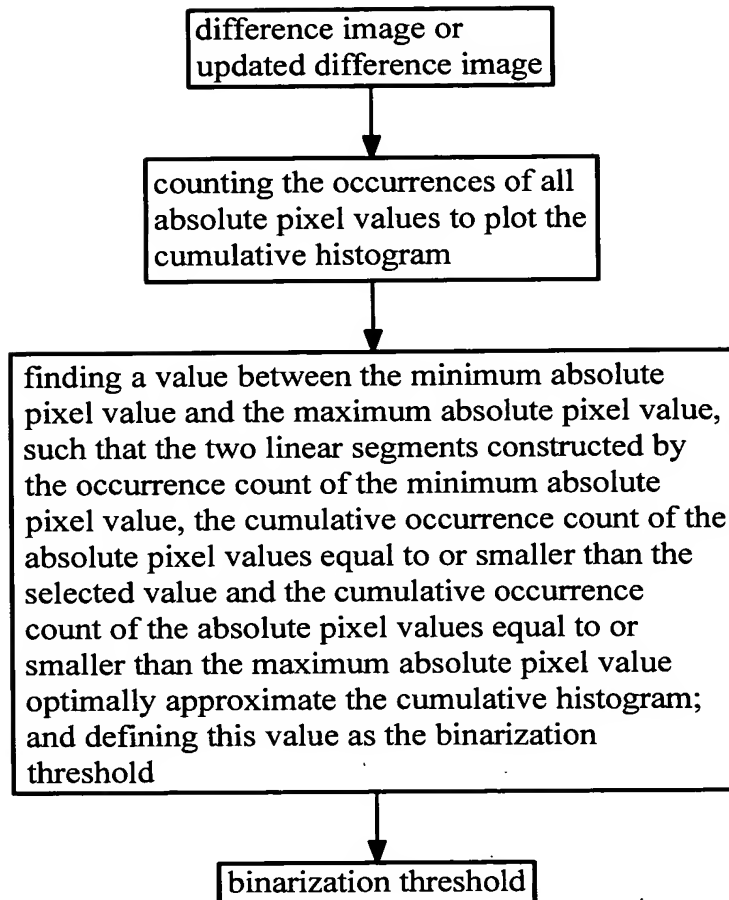 difference image or
updated difference image
counting the occurrences of all
absolute pixel values to plot the
cumulative histogram
finding a value between the minimum absolute
pixel value and the maximum absolute pixel value,
such that the two linear segments constructed by
the occurrence count of the minimum absolute
pixel value, the cumulative occurrence count of the
absolute pixel values equal to or smaller than the
selected value and the cumulative occurrence
count of the absolute pixel values equal to or
smaller than the maximum absolute pixel value
optimally approximate the cumulative histogram;
and defining this value as the binarization
threshold
binarization threshold